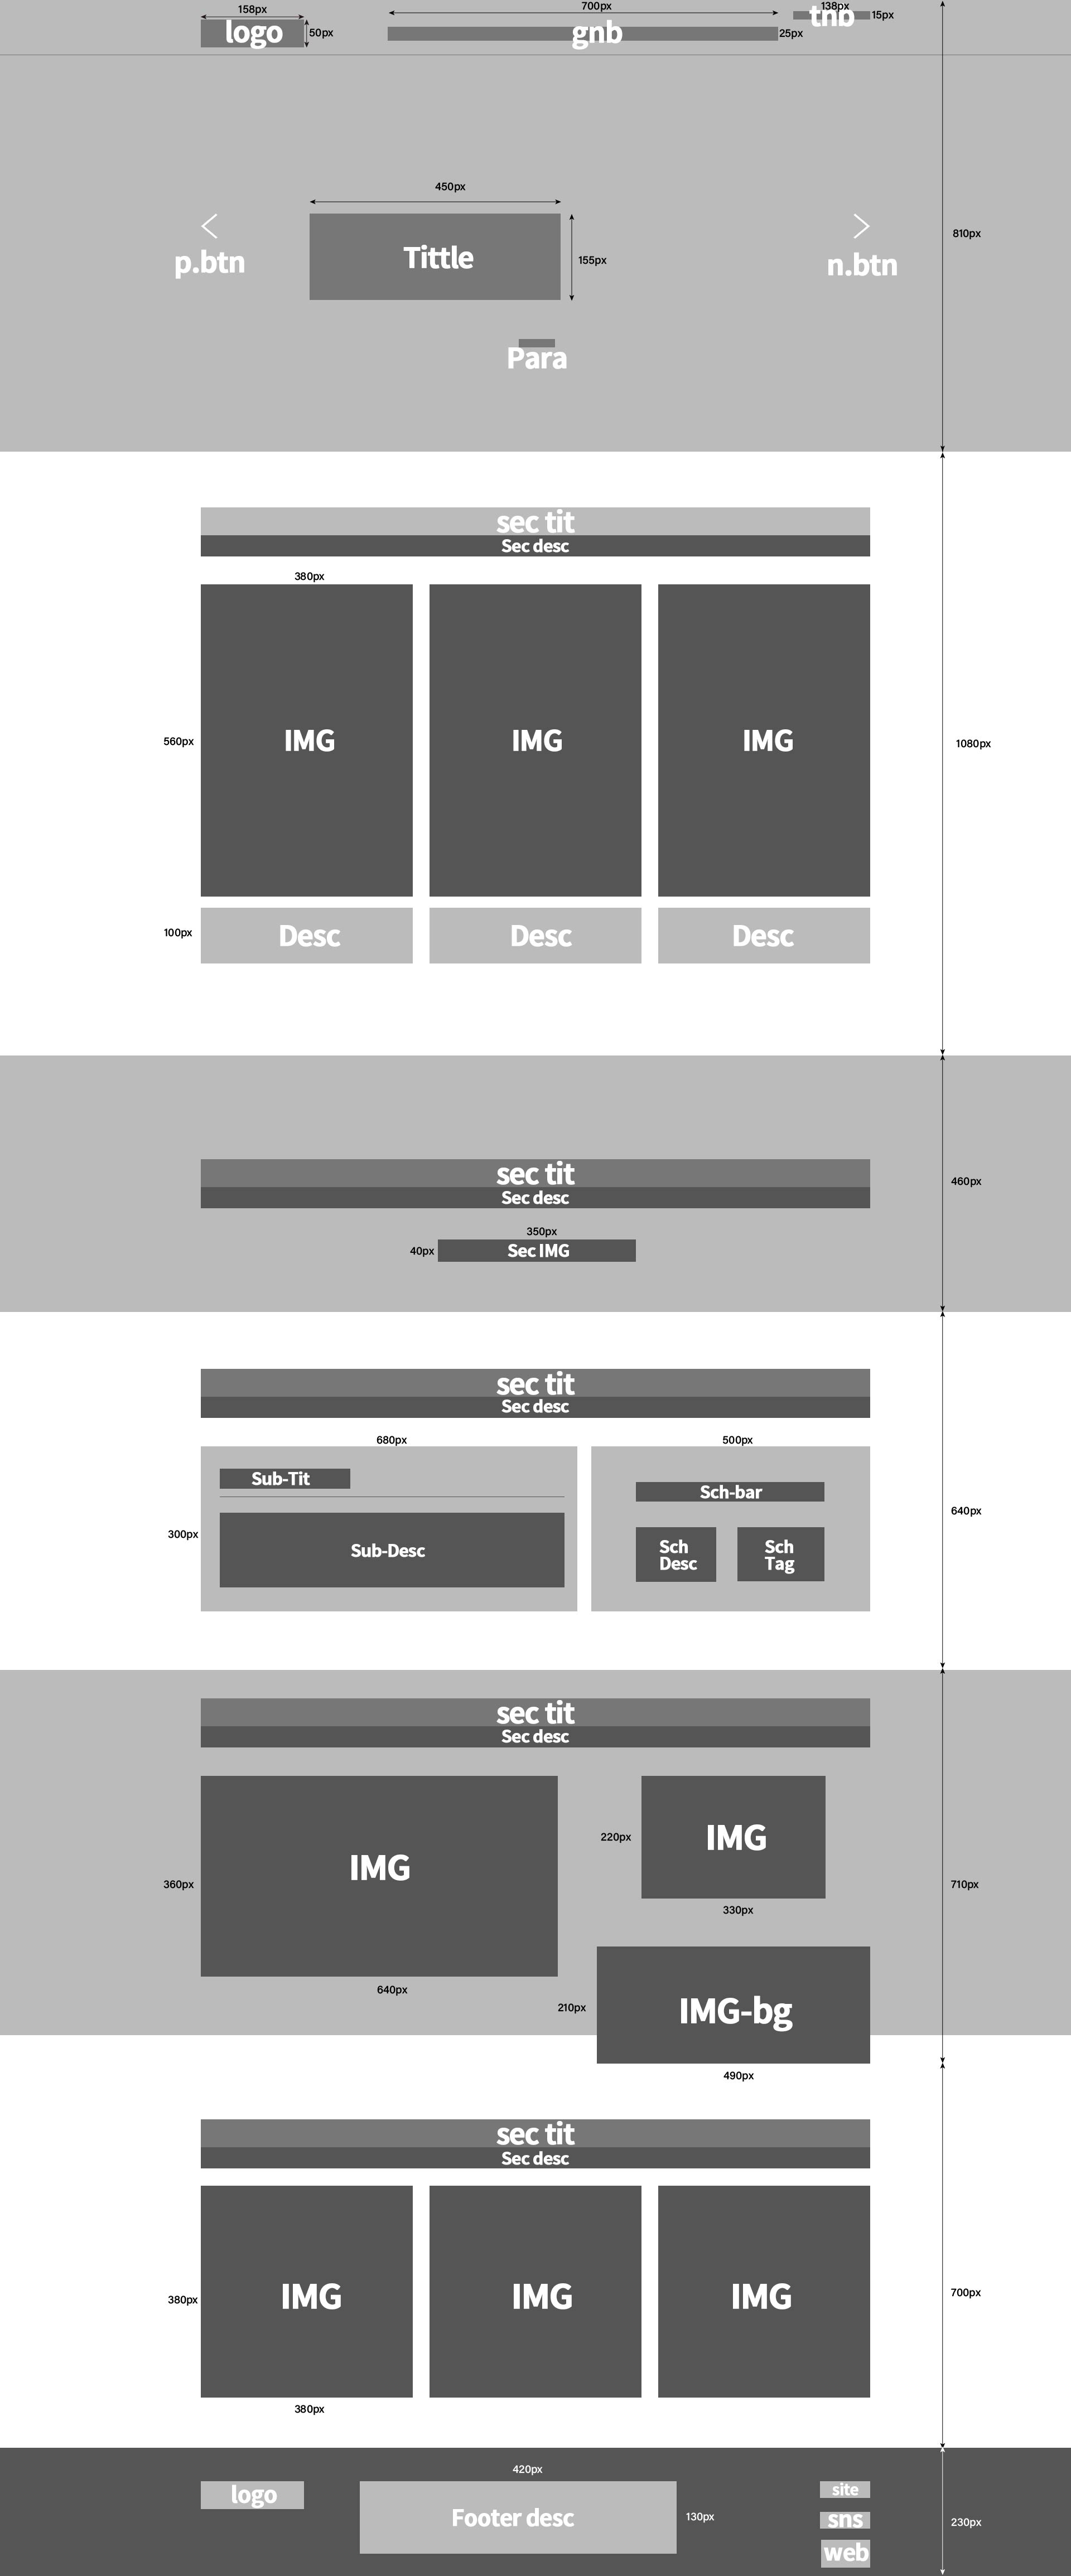 158px
700px
138px
logo
50px
gnb
25px
tnb
15px
450px
810px
p.btn
Tittle
155px
n.btn
Para
sec tit
Sec desc
380px
560px
IMG
IMG
IMG
1080px
100px
Desc
Desc
Desc
sec tit
Sec desc
460px
350px
40px
Sec IMG
sec tit
Sec desc
680px
500px
Sub-Tit
Sch-bar
640px
300px
Sub-Desc
Sch
Desc
Sch
Tag
sec tit
Sec desc
IMG
220px
IMG
360px
710px
330px
640px
210px
IMG-bg
490px
sec tit
Sec desc
380px
IMG
IMG
IMG
700px
380px
420px
logo
Footer desc
130px
site
sns
web
230px